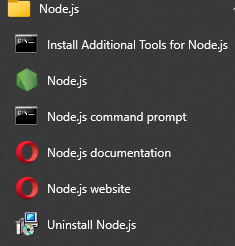 Node.js
Install Additional Tools for Node.js
Node.js
Node.js command prompt
Node.js documentation
Node.js website
Uninstall Node.js